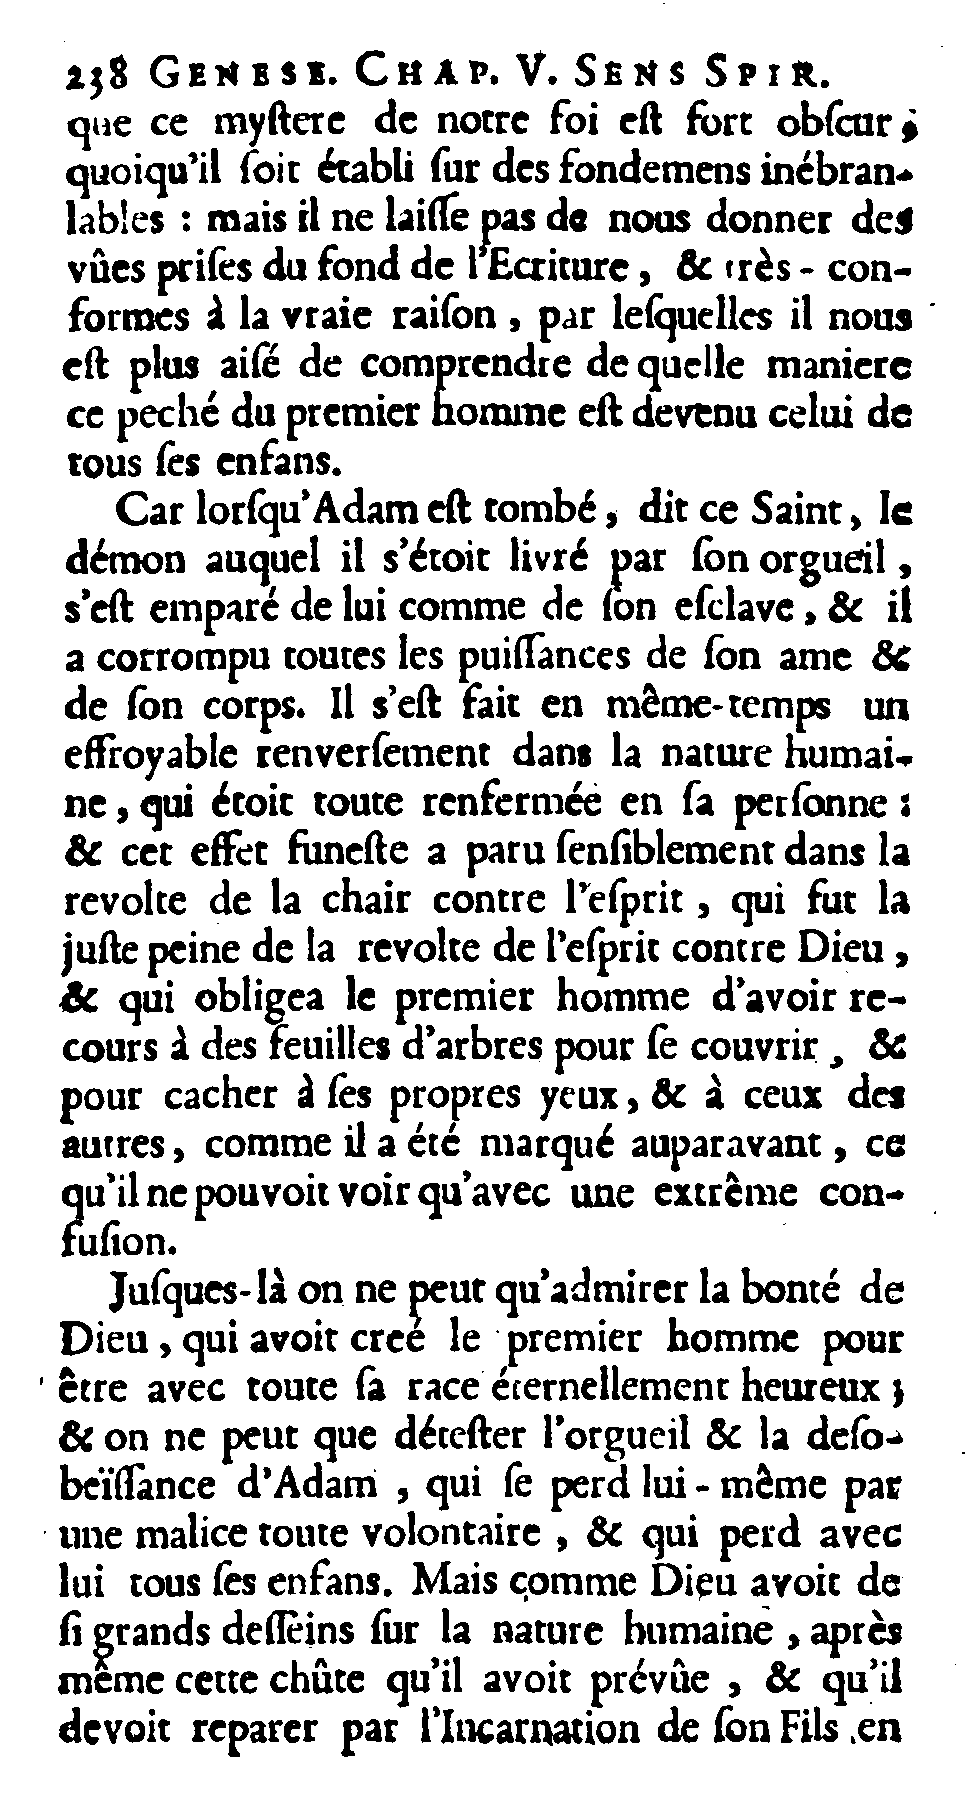 238 GENESE. CHAP. V. SENS SPIR.
que ce myſtere de notre foi eſt fort obſcur ;
quoiqu’il ſoit établi ſur des fondemens inébran-
lables : mais il ne laiſſe pas de nous donner des
vûes priſes du fond de l’Ecriture , & très - con-
formes à la vraie raiſon , par leſquelles il nous
eſt plus aiſé de comprendre de quelle maniere
ce peché du premier homme eſt devenu celui de
tous ſes enfans.
Car lorſqu’Adam eſt tombé , dit ce Saint , le
démon auquel il s’étoit livré par ſon orgueil ,
s’eſt emparé de lui comme de ſon eſclave , & il
a corrompu toutes les puiſſances de ſon ame &
de ſon corps. Il s’eſt fait en même-temps un
effroyable renverſement dans la nature humai-
ne , qui étoit toute renfermée en ſa perſonne :
& cet effet funeſte a paru ſenſiblement dans la
revolte de la chair contre l’eſprit , qui fut la
juſte peine de la revolte de l’eſprit contre Dieu ,
& qui obligea le premier homme d’avoir re-
cours à des feuilles d’arbres pour ſe couvrir , &
pour cacher à ſes propres yeux , & à ceux des
autres , comme il a été marqué auparavant , ce
qu’il ne pouvoit voir qu’avec une extrême con-
fuſion.
Juſques-là on ne peut qu’admirer la bonté de
Dieu , qui avoit creé le premier homme pour
être avec toute ſa race éternellement heureux ;
& on ne peut que déteſter l’orgueil & la deſo-
beïſſance d’Adam , qui ſe perd lui - même par
une malice toute volontaire , & qui perd avec
lui tous ſes enfans. Mais comme Dieu avoit de
ſi grands deſſeins ſur la nature humaine , après
même cette chûte qu’il avoit prévûe , & qu’il
devoit reparer par l’Incarnation de ſon Fils en